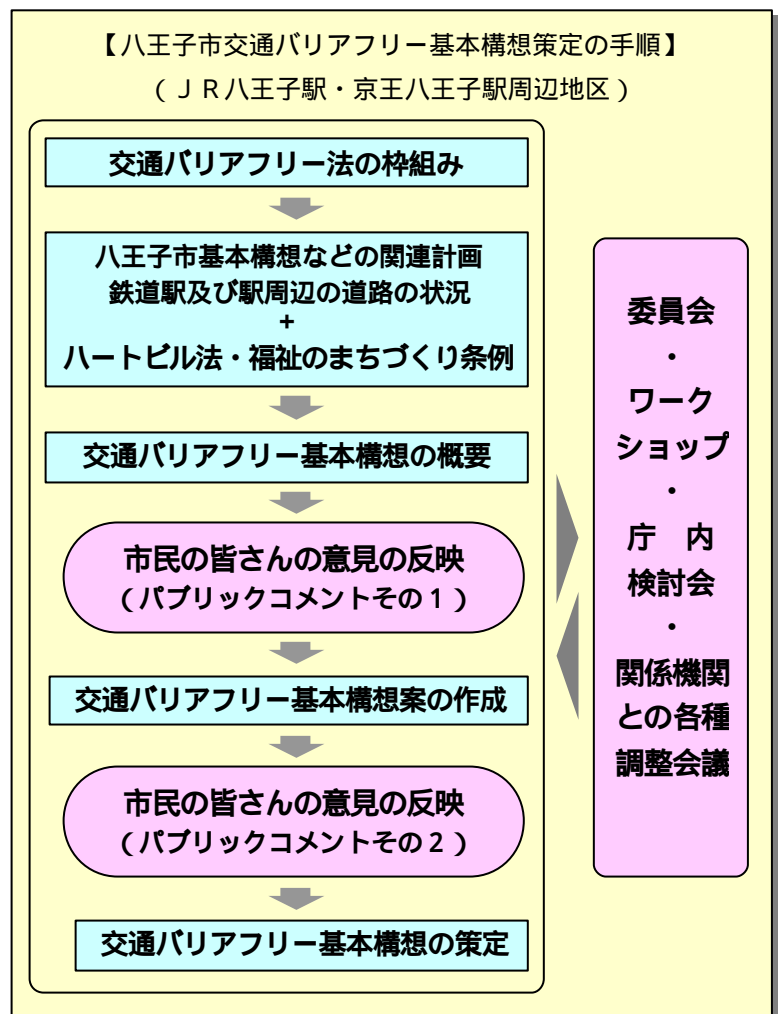 【八王子市交通バリアフリー基本構想策定の手順】
（ＪＲ八王子駅・京王八王子駅周辺地区）
交通バリアフリー法の枠組み
八王子市基本構想などの関連計画
鉄道駅及び駅周辺の道路の状況
+
ハートビル法・福祉のまちづくり条例
交通バリアフリー基本構想の概要
市民の皆さんの意見の反映
（パブリックコメントその１）
交通バリアフリー基本構想案の作成
市民の皆さんの意見の反映
（パブリックコメントその２）
交通バリアフリー基本構想の策定
委員会
・
ワーク
ショップ
・
庁　内
検討会
・
関係機関
との各種
調整会議